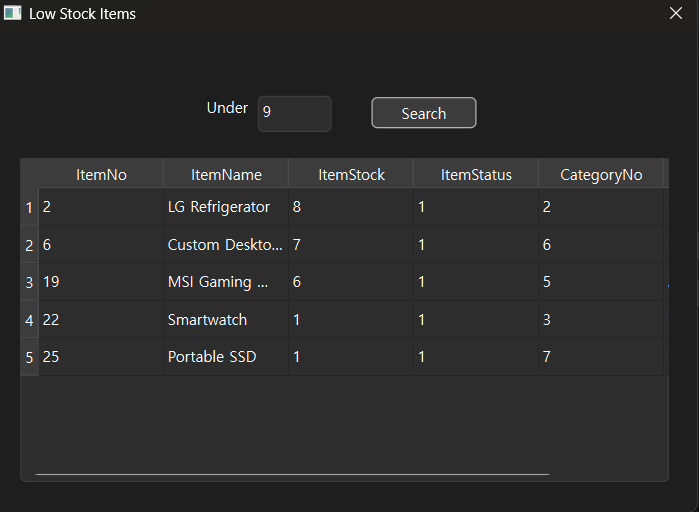 Low Stock Items
Under 9 Search
ItemNo ItemName ItemStock ItemStatus CategoryNo
1 2 LG Refrigerator 8 1 2
2 6 Custom Deskto... 7 1 6
3 19 MSI Gaming ... 6 1 5
4 22 Smartwatch 1 1 3
5 25 Portable SSD 1 1 7